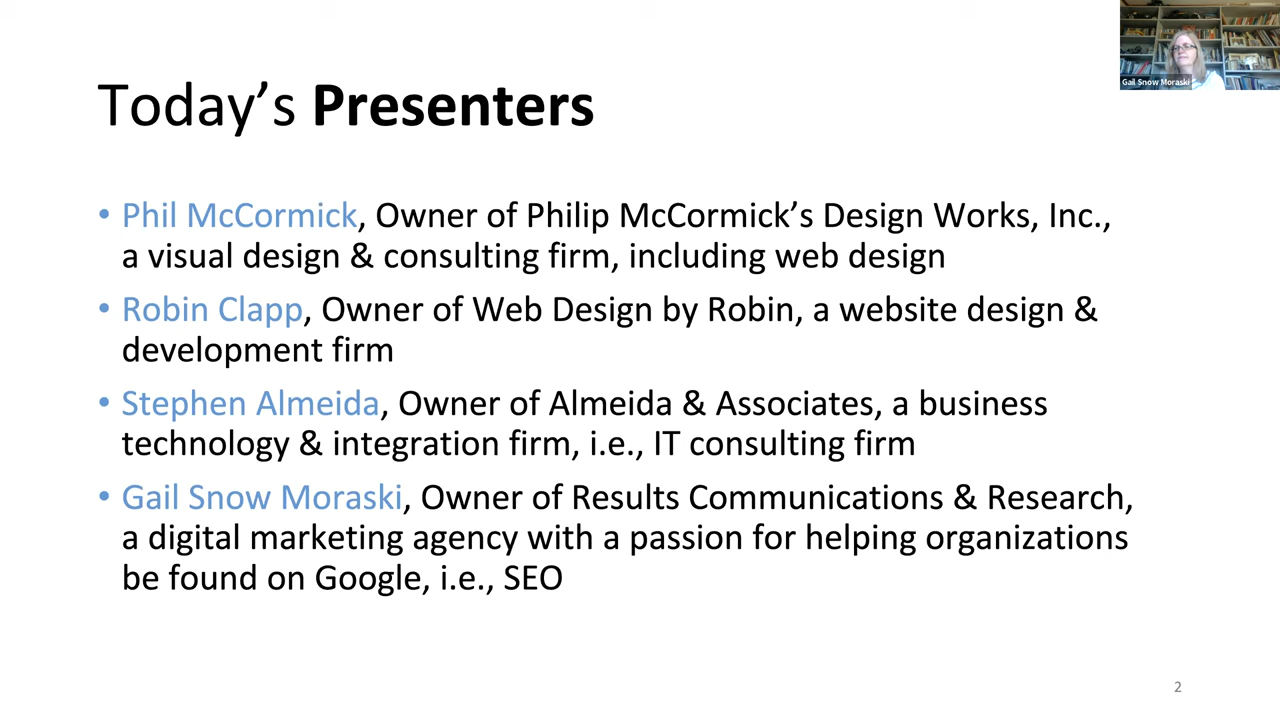 Gail Snow Moraski
Today's Presenters
• Phil McCormick, Owner of Philip McCormick's Design Works, Inc.,
a visual design & consulting firm, including web design
• Robin Clapp, Owner of Web Design by Robin, a website design &
development firm
• Stephen Almeida, Owner of Almeida & Associates, a business
technology & integration firm, i.e., IT consulting firm
• Gail Snow Moraski, Owner of Results Communications & Research,
a digital marketing agency with a passion for helping organizations
be found on Google, i.e., SEO
2